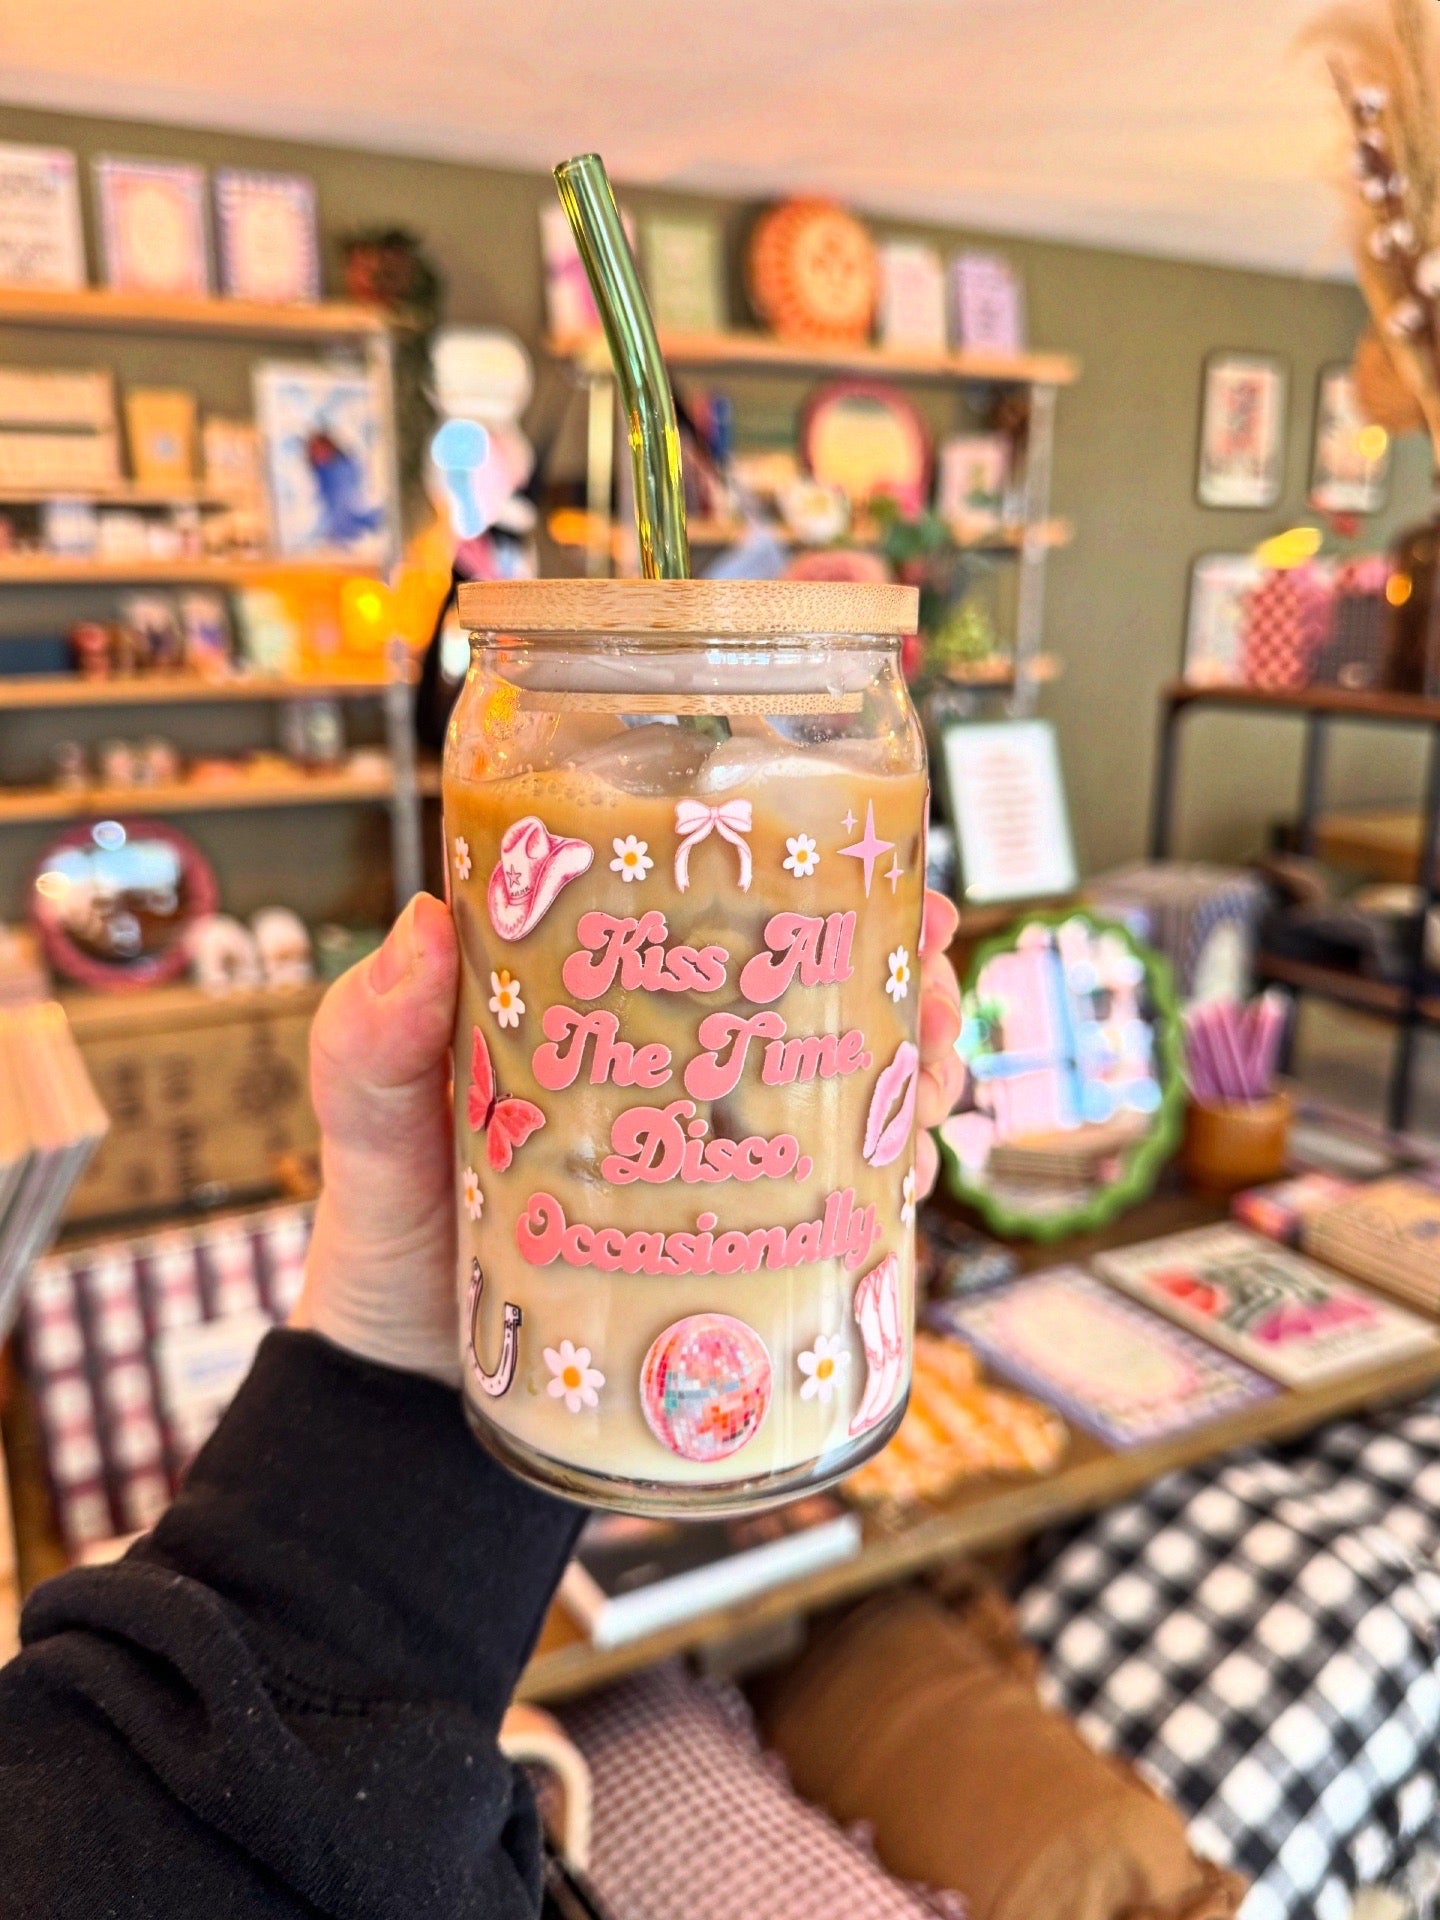 Kiss All
The Time.
Disco,
Occasionally.